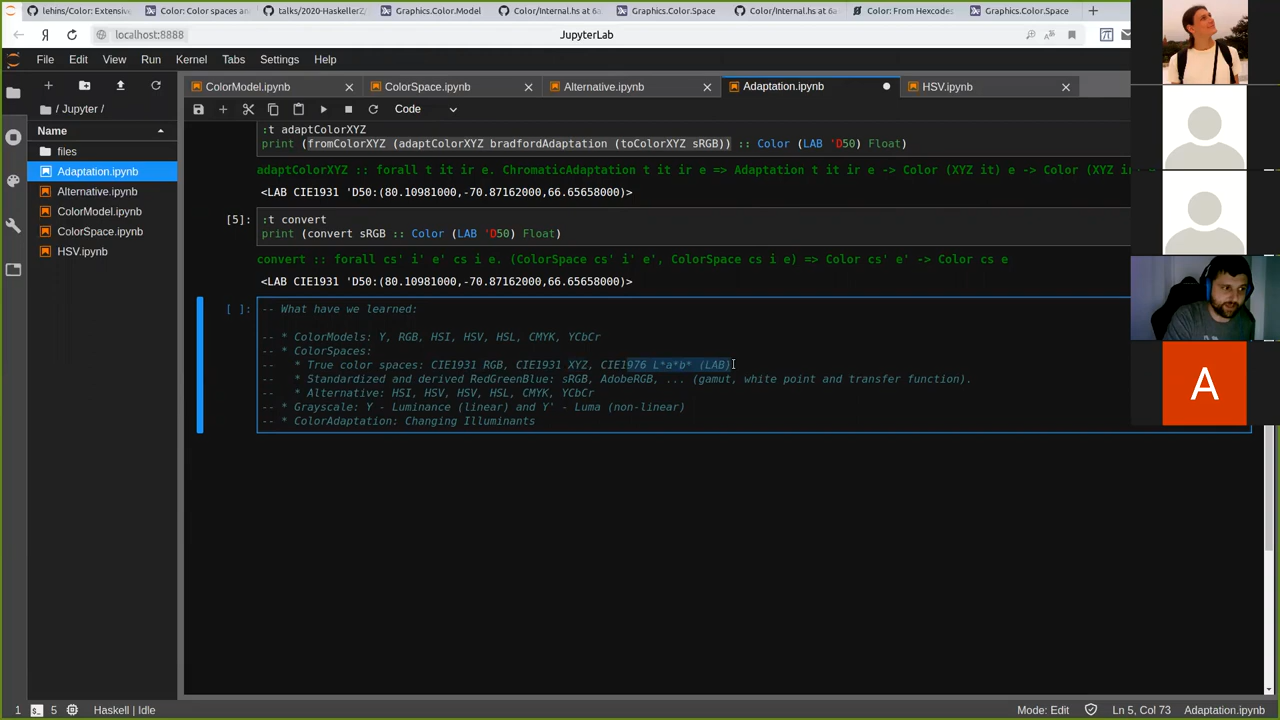 lehins/Color: Extensiv
Color: Color spaces an
talks/2020-HaskellerZ/
Graphics.Color.Model
Color/Internal.hs at 6a
Graphics.Color.Space
Color/Internal.hs at 6a
Color: From Hexcodes
Graphics.Color.Space
localhost:8888
JupyterLab
File Edit View Run Kernel Tabs Settings Help
ColorModel.ipynb
ColorSpace.ipynb
Alternative.ipynb
Adaptation.ipynb
HSV.ipynb
Code
/ Jupyter /
Name
files
Adaptation.ipynb
Alternative.ipynb
ColorModel.ipynb
ColorSpace.ipynb
HSV.ipynb
:t adaptColorXYZ
print (fromColorXYZ (adaptColorXYZ bradfordAdaptation (toColorXYZ sRGB)) :: Color (LAB 'D50) Float)
adaptColorXYZ :: forall t it ir e. ChromaticAdaptation t it ir e => Adaptation t it ir e -> Color (XYZ it) e -> Color (XYZ i
<LAB CIE1931 'D50:(80.10981000,-70.87162000,66.65658000)>
[5]:
:t convert
print (convert sRGB :: Color (LAB 'D50) Float)
convert :: forall cs' i' e' cs i e. (ColorSpace cs' i' e', ColorSpace cs i e) => Color cs' e' -> Color cs e
<LAB CIE1931 'D50:(80.10981000,-70.87162000,66.65658000)>
[ ]:
-- What have we learned:
-- * ColorModels: Y, RGB, HSI, HSV, HSL, CMYK, YCbCr
-- * ColorSpaces:
--   * True color spaces: CIE1931 RGB, CIE1931 XYZ, CIE1976 L*a*b* (LAB)
--   * Standardized and derived RedGreenBlue: sRGB, AdobeRGB, ... (gamut, white point and transfer function).
--   * Alternative: HSI, HSV, HSV, HSL, CMYK, YCbCr
-- * Grayscale: Y - Luminance (linear) and Y' - Luma (non-linear)
-- * ColorAdaptation: Changing Illuminants
A
1
5
Haskell | Idle
Mode: Edit
Ln 5, Col 73
Adaptation.ipynb